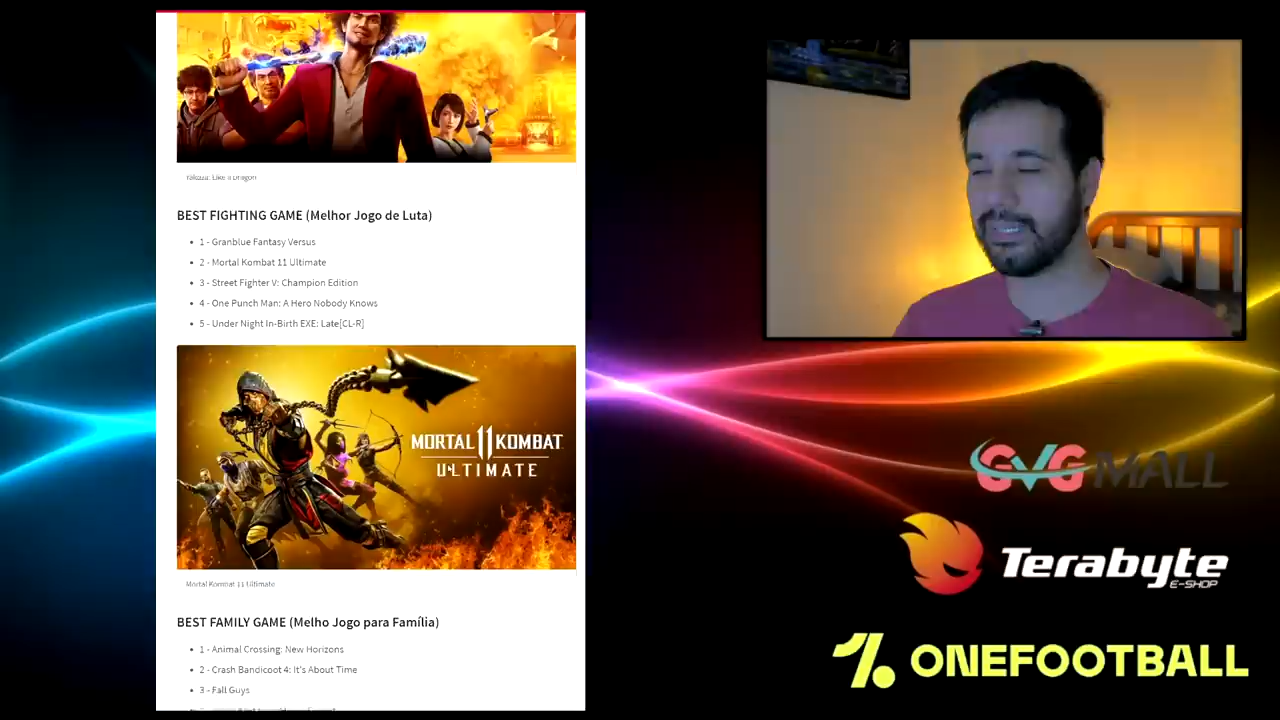 Yakuza: Like a Dragon
BEST FIGHTING GAME (Melhor Jogo de Luta)
1 - Granblue Fantasy Versus
2 - Mortal Kombat 11 Ultimate
3 - Street Fighter V: Champion Edition
4 - One Punch Man: A Hero Nobody Knows
5 - Under Night In-Birth EXE: Late[CL-R]
MORTAL 11 KOMBAT
ULTIMATE
Mortal Kombat 11 Ultimate
BEST FAMILY GAME (Melho Jogo para Família)
1 - Animal Crossing: New Horizons
2 - Crash Bandicoot 4: It's About Time
3 - Fall Guys
GVGMALL
Terabyte
E-SHOP
1. ONEFOOTBALL